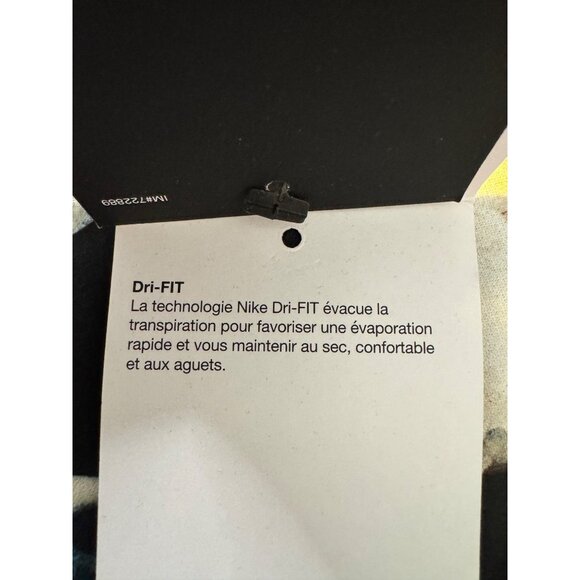 IM#722889
Dri-FIT
La technologie Nike Dri-FIT évacue la
transpiration pour favoriser une évaporation
rapide et vous maintenir au sec, confortable
et aux aguets.